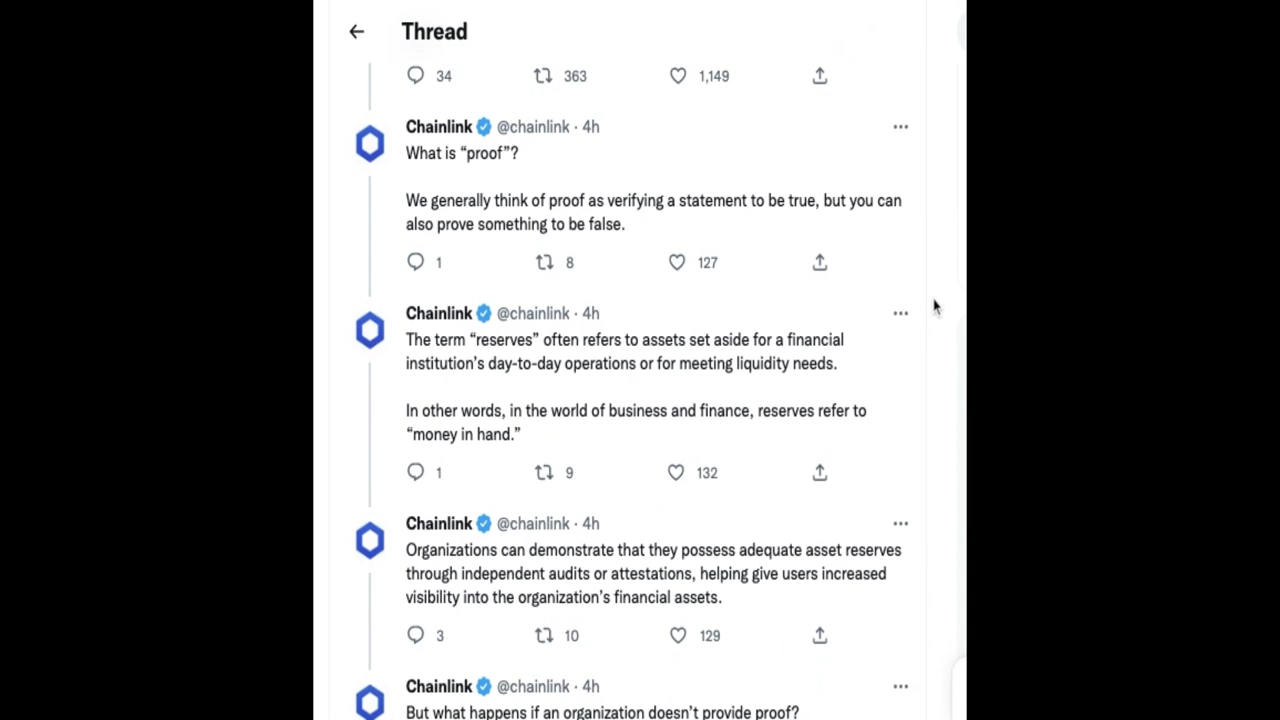 Thread
34 363 1,149
Chainlink @chainlink · 4h
What is “proof”?
We generally think of proof as verifying a statement to be true, but you can
also prove something to be false.
1 8 127
Chainlink @chainlink · 4h
The term “reserves” often refers to assets set aside for a financial
institution’s day-to-day operations or for meeting liquidity needs.
In other words, in the world of business and finance, reserves refer to
“money in hand.”
1 9 132
Chainlink @chainlink · 4h
Organizations can demonstrate that they possess adequate asset reserves
through independent audits or attestations, helping give users increased
visibility into the organization’s financial assets.
3 10 129
Chainlink @chainlink · 4h
But what happens if an organization doesn’t provide proof?